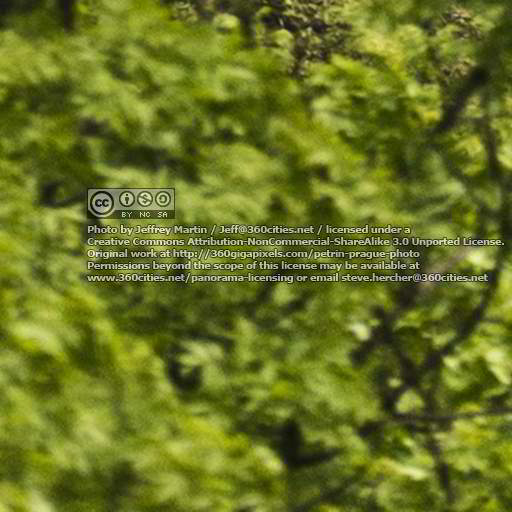 cc
BY NC SA
Photo by Jeffrey Martin / Jeff@360cities.net / licensed under a
Creative Commons Attribution-NonCommercial-ShareAlike 3.0 Unported License.
Original work at http://360gigapixels.com/petrin-prague-photo
Permissions beyond the scope of this license may be available at
www.360cities.net/panorama-licensing or email steve.hercher@360cities.net